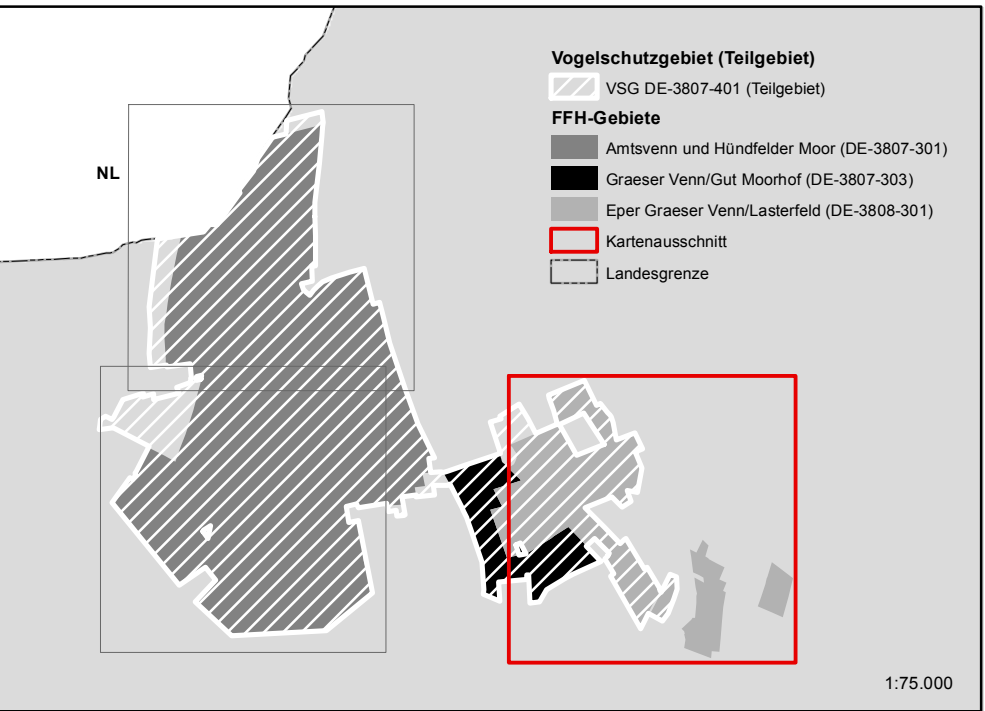 Vogelschutzgebiet (Teilgebiet)
VSG DE-3807-401 (Teilgebiet)
FFH-Gebiete
Amtsvenn und Hündfelder Moor (DE-3807-301)
Graeser Venn/Gut Moorhof (DE-3807-303)
Eper Graeser Venn/Lasterfeld (DE-3808-301)
Kartenausschnitt
Landesgrenze
NL
1:75.000